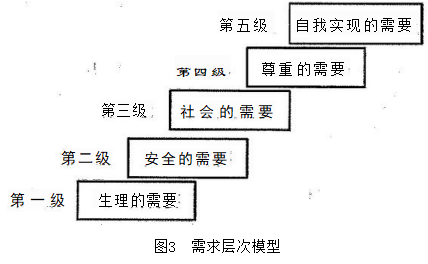 第五级 自我实现的需要
第四级 尊重的需要
第三级 社会的需要
第二级 安全的需要
第一级 生理的需要
图3 需求层次模型